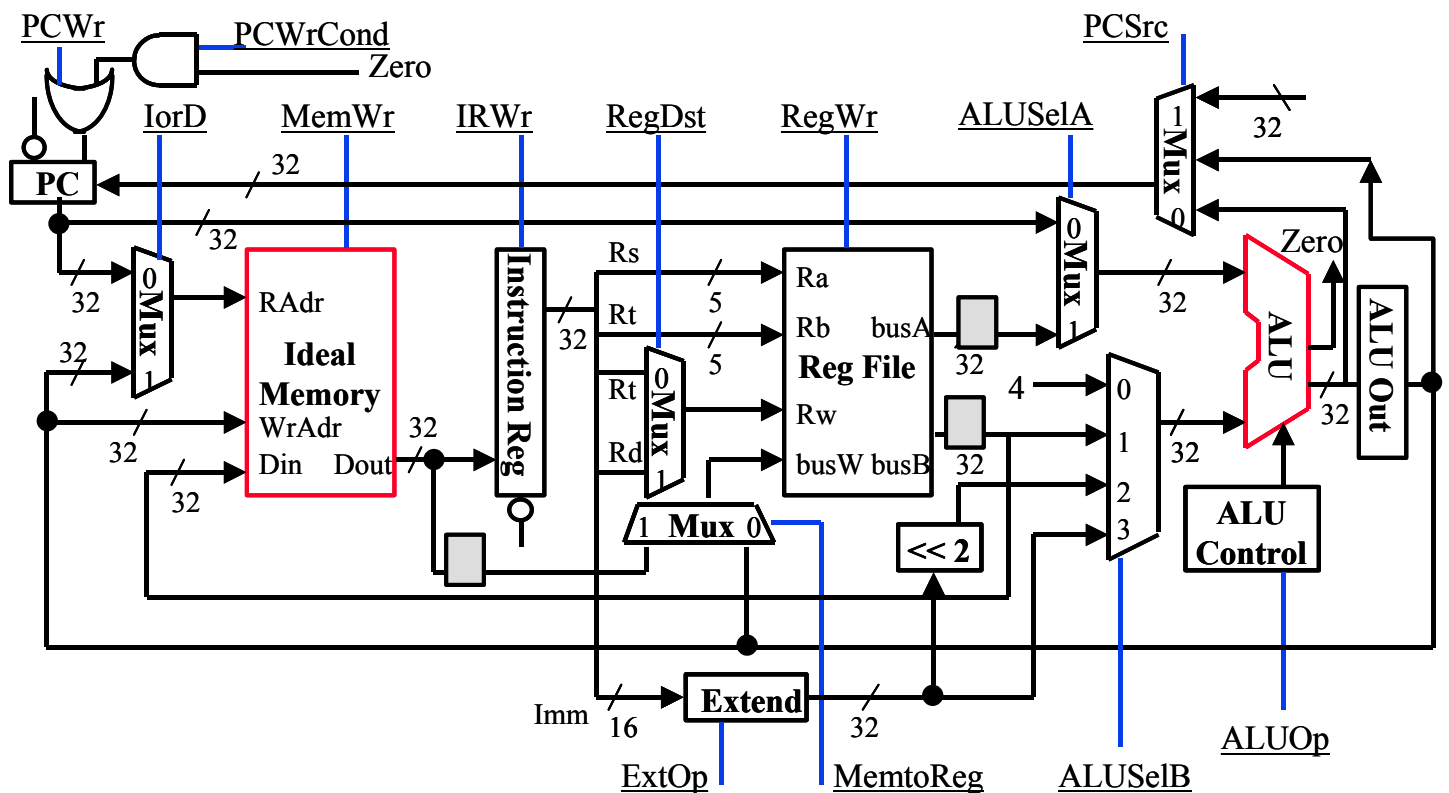 PCWr
PCWrCond
Zero
PCSrc
IorD
MemWr
IRWr
RegDst
RegWr
ALUSelA
1
Mux
0
32
PC
32
32
32
0
Mux
1
32
32
32
RAdr
Ideal
Memory
WrAdr
Din
Dout
32
Instruction Reg
32
Rs
Rt
Rt
Rd
5
5
0
Mux
1
Ra
Rb
busA
Reg File
Rw
busW
busB
32
32
0
Mux
1
32
4
0
1
2
3
32
Zero
ALU
32
ALU Out
ALU
Control
1 Mux 0
<< 2
Imm
16
Extend
32
ExtOp
MemtoReg
ALUSelB
ALUOp